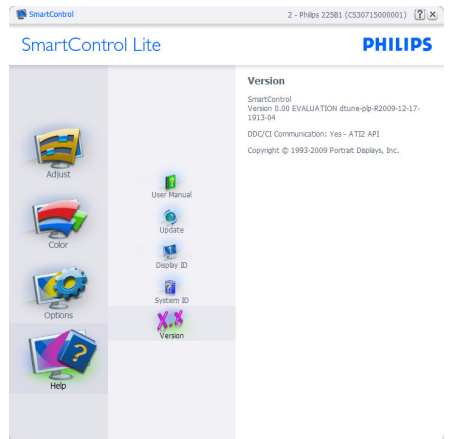 SmartControl
2 - Philips 225B1 (CS30715000001)
SmartControl Lite
PHILIPS
Adjust
Color
Options
Help
User Manual
Update
Display ID
System ID
X.X
Version
Version
SmartControl
Version 0.00 EVALUATION dtune-plp-R2009-12-17-
1913-04
DDC/CI Communication: Yes - ATI2 API
Copyright © 1993-2009 Portrait Displays, Inc.